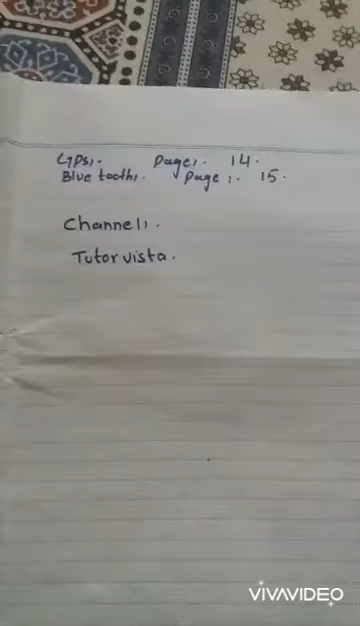 GPS:. Page:. 14.
Blue tooth:. Page:. 15.
Channel:.
Tutor vista.
VIVAVIDEO